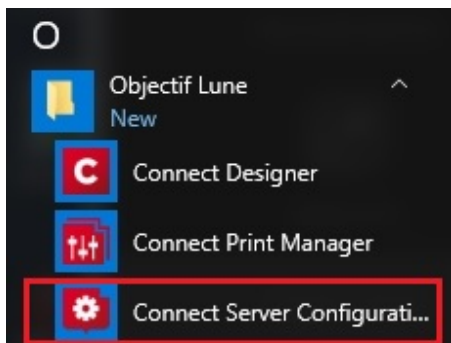 O
Objectif Lune
New
C
Connect Designer
Connect Print Manager
Connect Server Configurati...